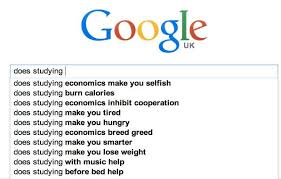 Google
UK
does studying
does studying economics make you selfish
does studying burn calories
does studying economics inhibit cooperation
does studying make you tired
does studying make you hungry
does studying economics breed greed
does studying make you smarter
does studying make you lose weight
does studying with music help
does studying before bed help